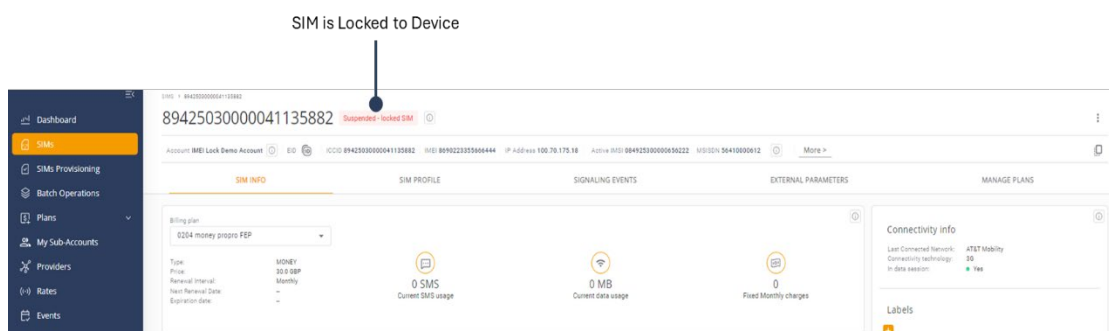 SIM is Locked to Device
SIMS > 89425030000041135882
89425030000041135882 Suspended - locked SIM
Account IMEI Lock Demo Account EID ICCID 89425030000041135882 IMEI 8690223355666444 IP Address 100.70.175.18 Active IMSI 084925300000656222 MSISDN 56410000612 More >
Dashboard
SIMs
SIMs Provisioning
Batch Operations
Plans
My Sub-Accounts
Providers
Rates
Events
SIM INFO SIM PROFILE SIGNALING EVENTS EXTERNAL PARAMETERS MANAGE PLANS
Billing plan
0204 money propro FEP
Type: MONEY
Price: 30.0 GBP
Renewal Interval: Monthly
Next Renewal Date: –
Expiration date: –
0 SMS
Current SMS usage
0 MB
Current data usage
0
Fixed Monthly charges
Connectivity info
Last Connected Network: AT&T Mobility
Connectivity technology: 3G
In data session: Yes
Labels